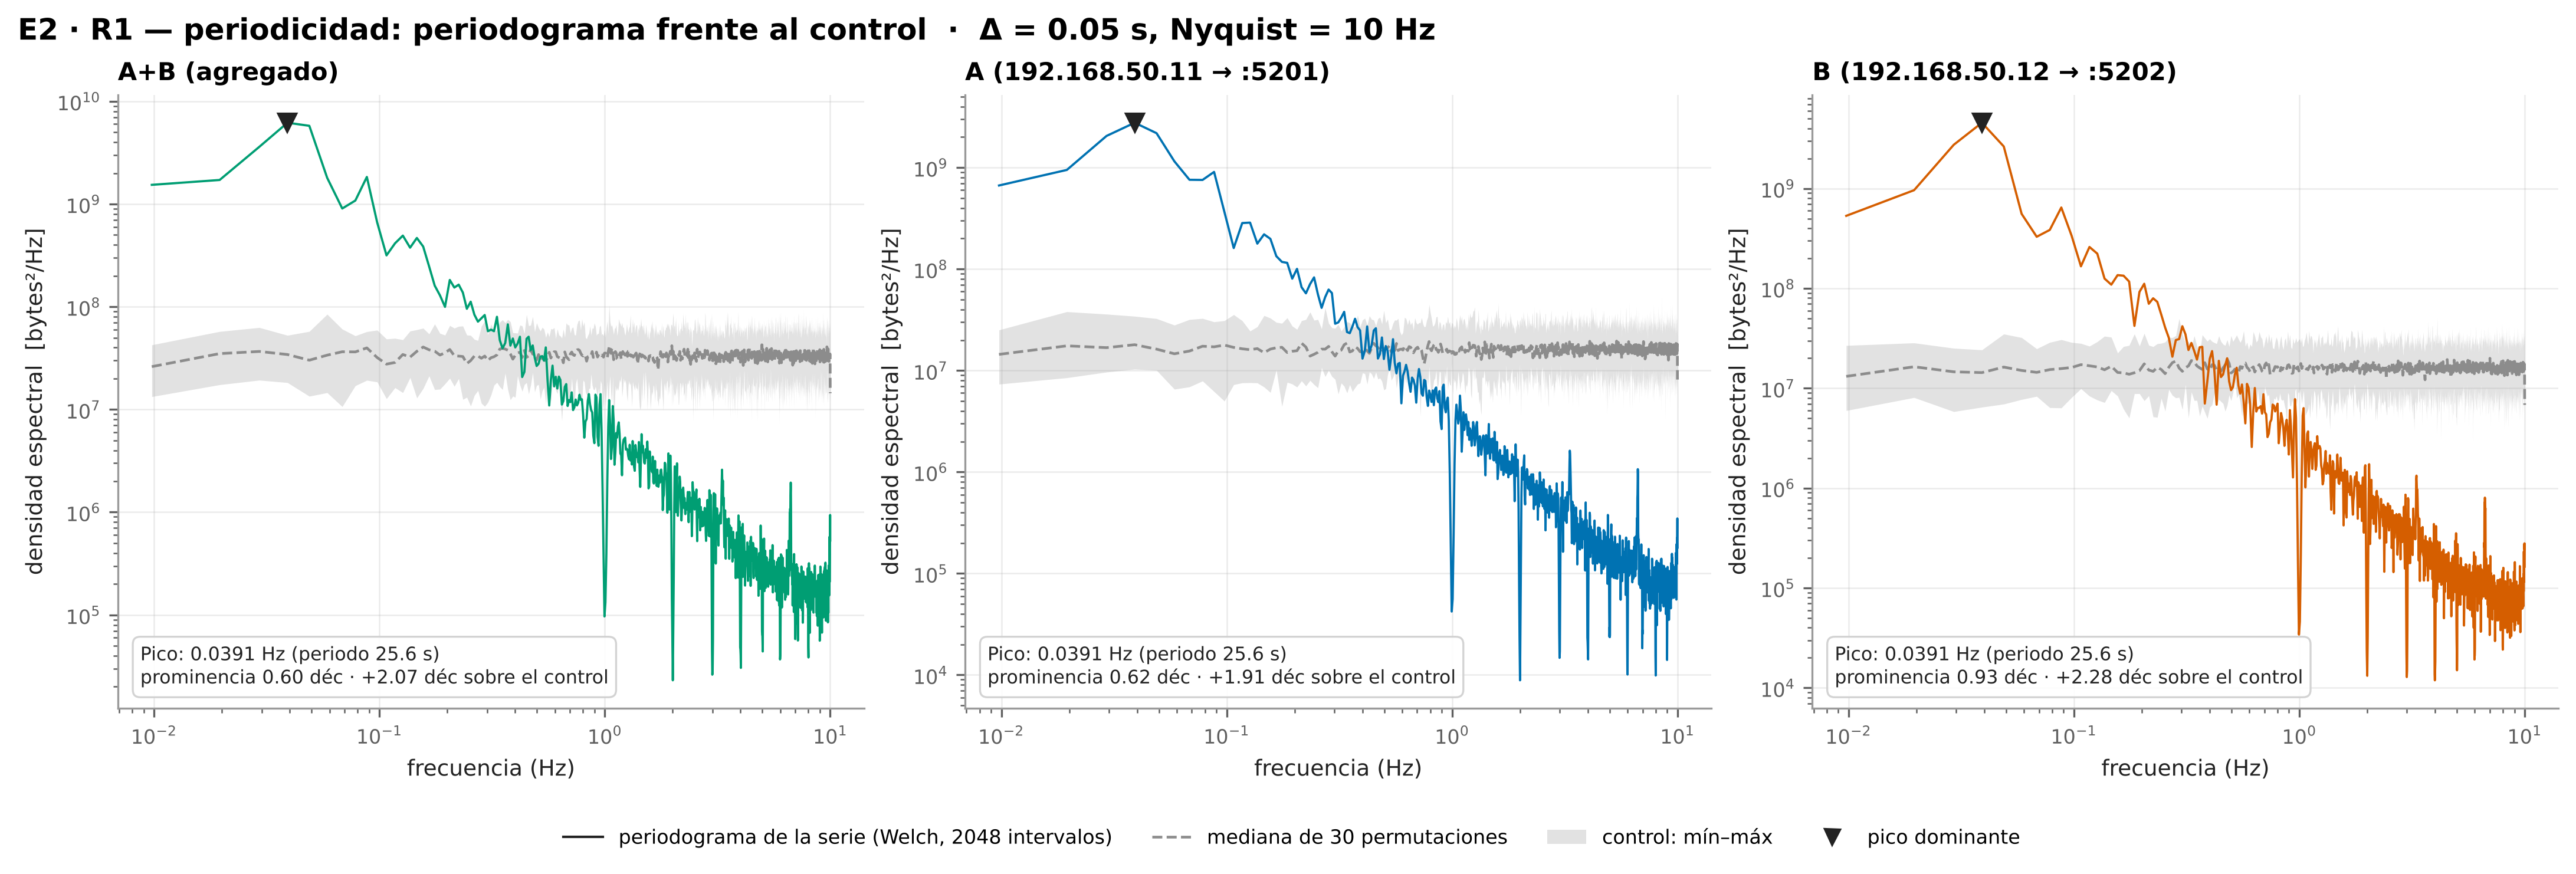 E2 · R1 — periodicidad: periodograma frente al control · Δ = 0.05 s, Nyquist = 10 Hz
A+B (agregado)
densidad espectral [bytes²/Hz]
10¹⁰
10⁹
10⁸
10⁷
10⁶
10⁵
Pico: 0.0391 Hz (periodo 25.6 s)
prominencia 0.60 déc · +2.07 déc sobre el control
10⁻²
10⁻¹
10⁰
10¹
frecuencia (Hz)
A (192.168.50.11 → :5201)
densidad espectral [bytes²/Hz]
10⁹
10⁸
10⁷
10⁶
10⁵
10⁴
Pico: 0.0391 Hz (periodo 25.6 s)
prominencia 0.62 déc · +1.91 déc sobre el control
10⁻²
10⁻¹
10⁰
10¹
frecuencia (Hz)
B (192.168.50.12 → :5202)
densidad espectral [bytes²/Hz]
10⁹
10⁸
10⁷
10⁶
10⁵
10⁴
Pico: 0.0391 Hz (periodo 25.6 s)
prominencia 0.93 déc · +2.28 déc sobre el control
10⁻²
10⁻¹
10⁰
10¹
frecuencia (Hz)
periodograma de la serie (Welch, 2048 intervalos)
mediana de 30 permutaciones
control: mín–máx
pico dominante